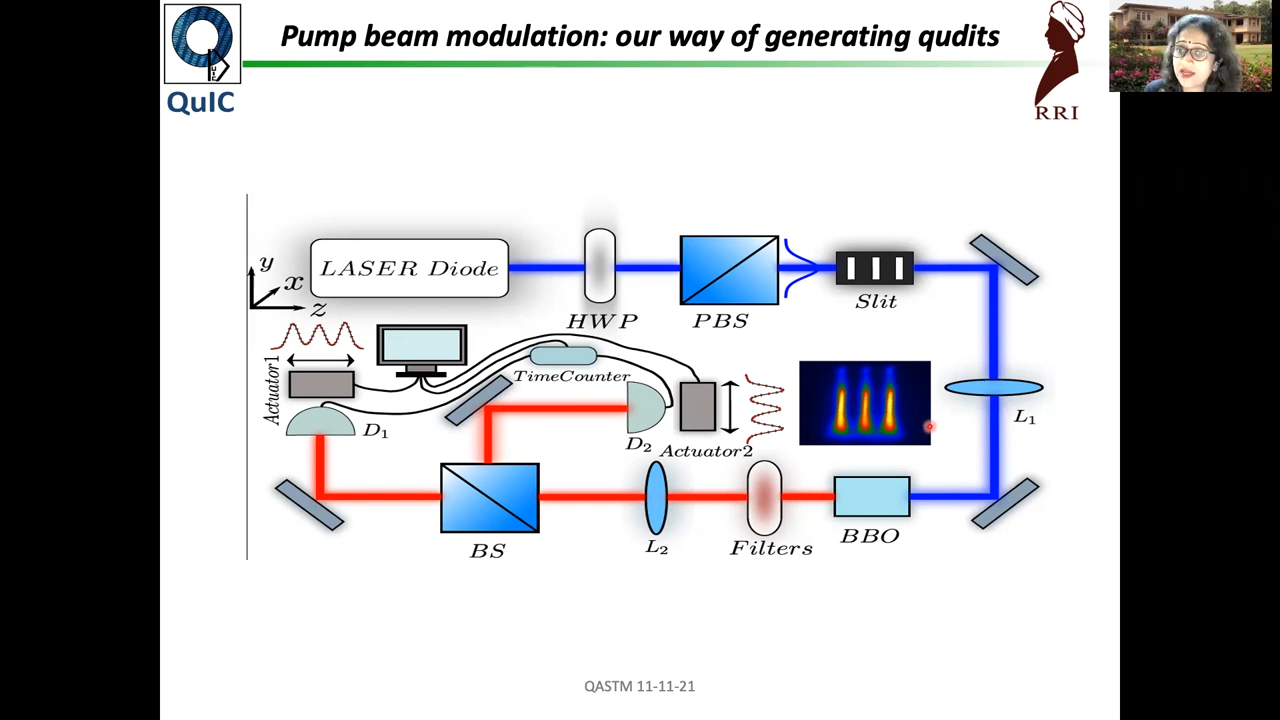 Pump beam modulation: our way of generating qudits
QuIC
QuIC
RRI
LASER Diode
HWP
PBS
Slit
y
x
z
Actuator1
TimeCounter
D1
D2
Actuator2
L1
BS
L2
Filters
BBO
QASTM 11-11-21